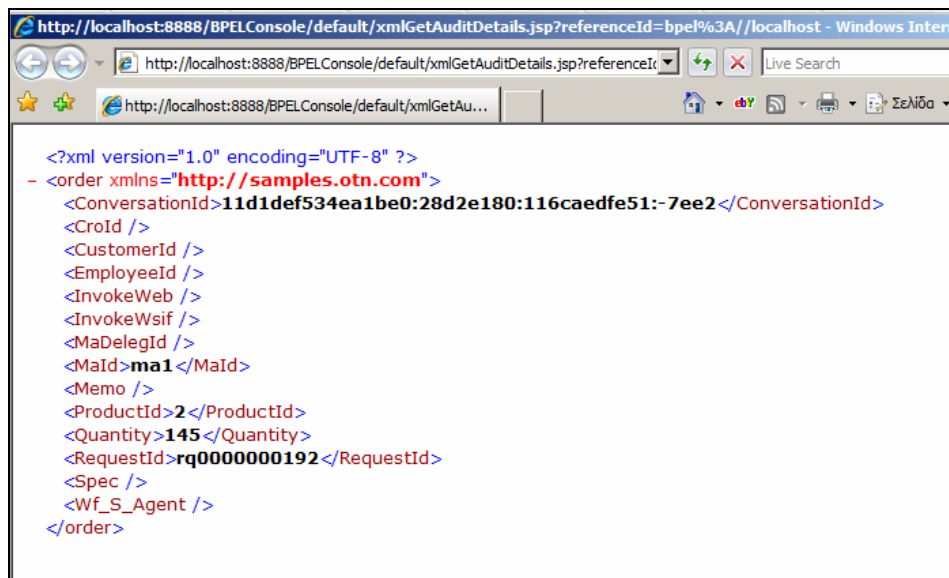 http://localhost:8888/BPELConsole/default/xmlGetAuditDetails.jsp?referenceId=bpel%3A//localhost - Windows Inter
http://localhost:8888/BPELConsole/default/xmlGetAuditDetails.jsp?referenceId
Live Search
http://localhost:8888/BPELConsole/default/xmlGetAu...
ebY
Σελίδα
<?xml version="1.0" encoding="UTF-8" ?>
- <order xmlns="http://samples.otn.com">
<ConversationId>11d1def534ea1be0:28d2e180:116caedfe51:-7ee2</ConversationId>
<CroId />
<CustomerId />
<EmployeeId />
<InvokeWeb />
<InvokeWsif />
<MaDelegId />
<MaId>ma1</MaId>
<Memo />
<ProductId>2</ProductId>
<Quantity>145</Quantity>
<RequestId>rq0000000192</RequestId>
<Spec />
<Wf_S_Agent />
</order>